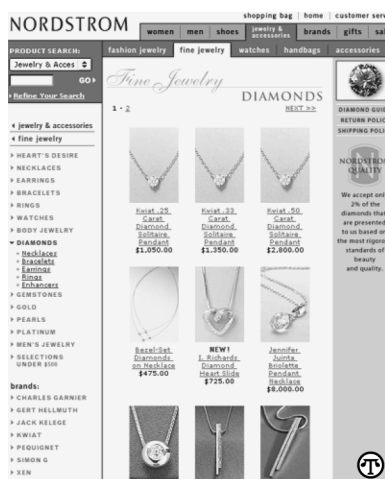 shopping bag | home | customer serv
NORDSTROM
women
men
shoes
jewelry &
accessories
brands
gifts
sal
PRODUCT SEARCH:
Jewelry & Acces
GO
Refine Your Search
fashion jewelry
fine jewelry
watches
handbags
accessories
Fine Jewelry
DIAMONDS
1 - 2
NEXT >>
jewelry & accessories
fine jewelry
HEART'S DESIRE
NECKLACES
EARRINGS
BRACELETS
RINGS
WATCHES
BODY JEWELRY
DIAMONDS
Necklaces
Bracelets
Earrings
Rings
Enhancers
GEMSTONES
GOLD
PEARLS
PLATINUM
MEN'S JEWELRY
SELECTIONS
UNDER $500
brands:
CHARLES GARNIER
GERT HELLMUTH
JACK KELEGE
KWIAT
PEQUIGNET
SIMON G
XEN
Kwiat .25
Carat
Diamond
Solitaire
Pendant
$1,050.00
Kwiat .33
Carat
Diamond
Solitaire
Pendant
$1,350.00
Kwiat .50
Carat
Diamond
Solitaire
Pendant
$2,800.00
Bezel-Set
Diamonds
on Necklace
$475.00
NEW!
I. Richards
Diamond
Heart Slide
$725.00
Jennifer
Juinta
Briolette
Pendant
Necklace
$8,000.00
DIAMOND GUID
RETURN POLIC
SHIPPING POLIC
NORDSTROM
N
QUALITY
We accept only
2% of the
diamonds that
are presented
to us based on
the most rigorou
standards of
beauty
and quality.